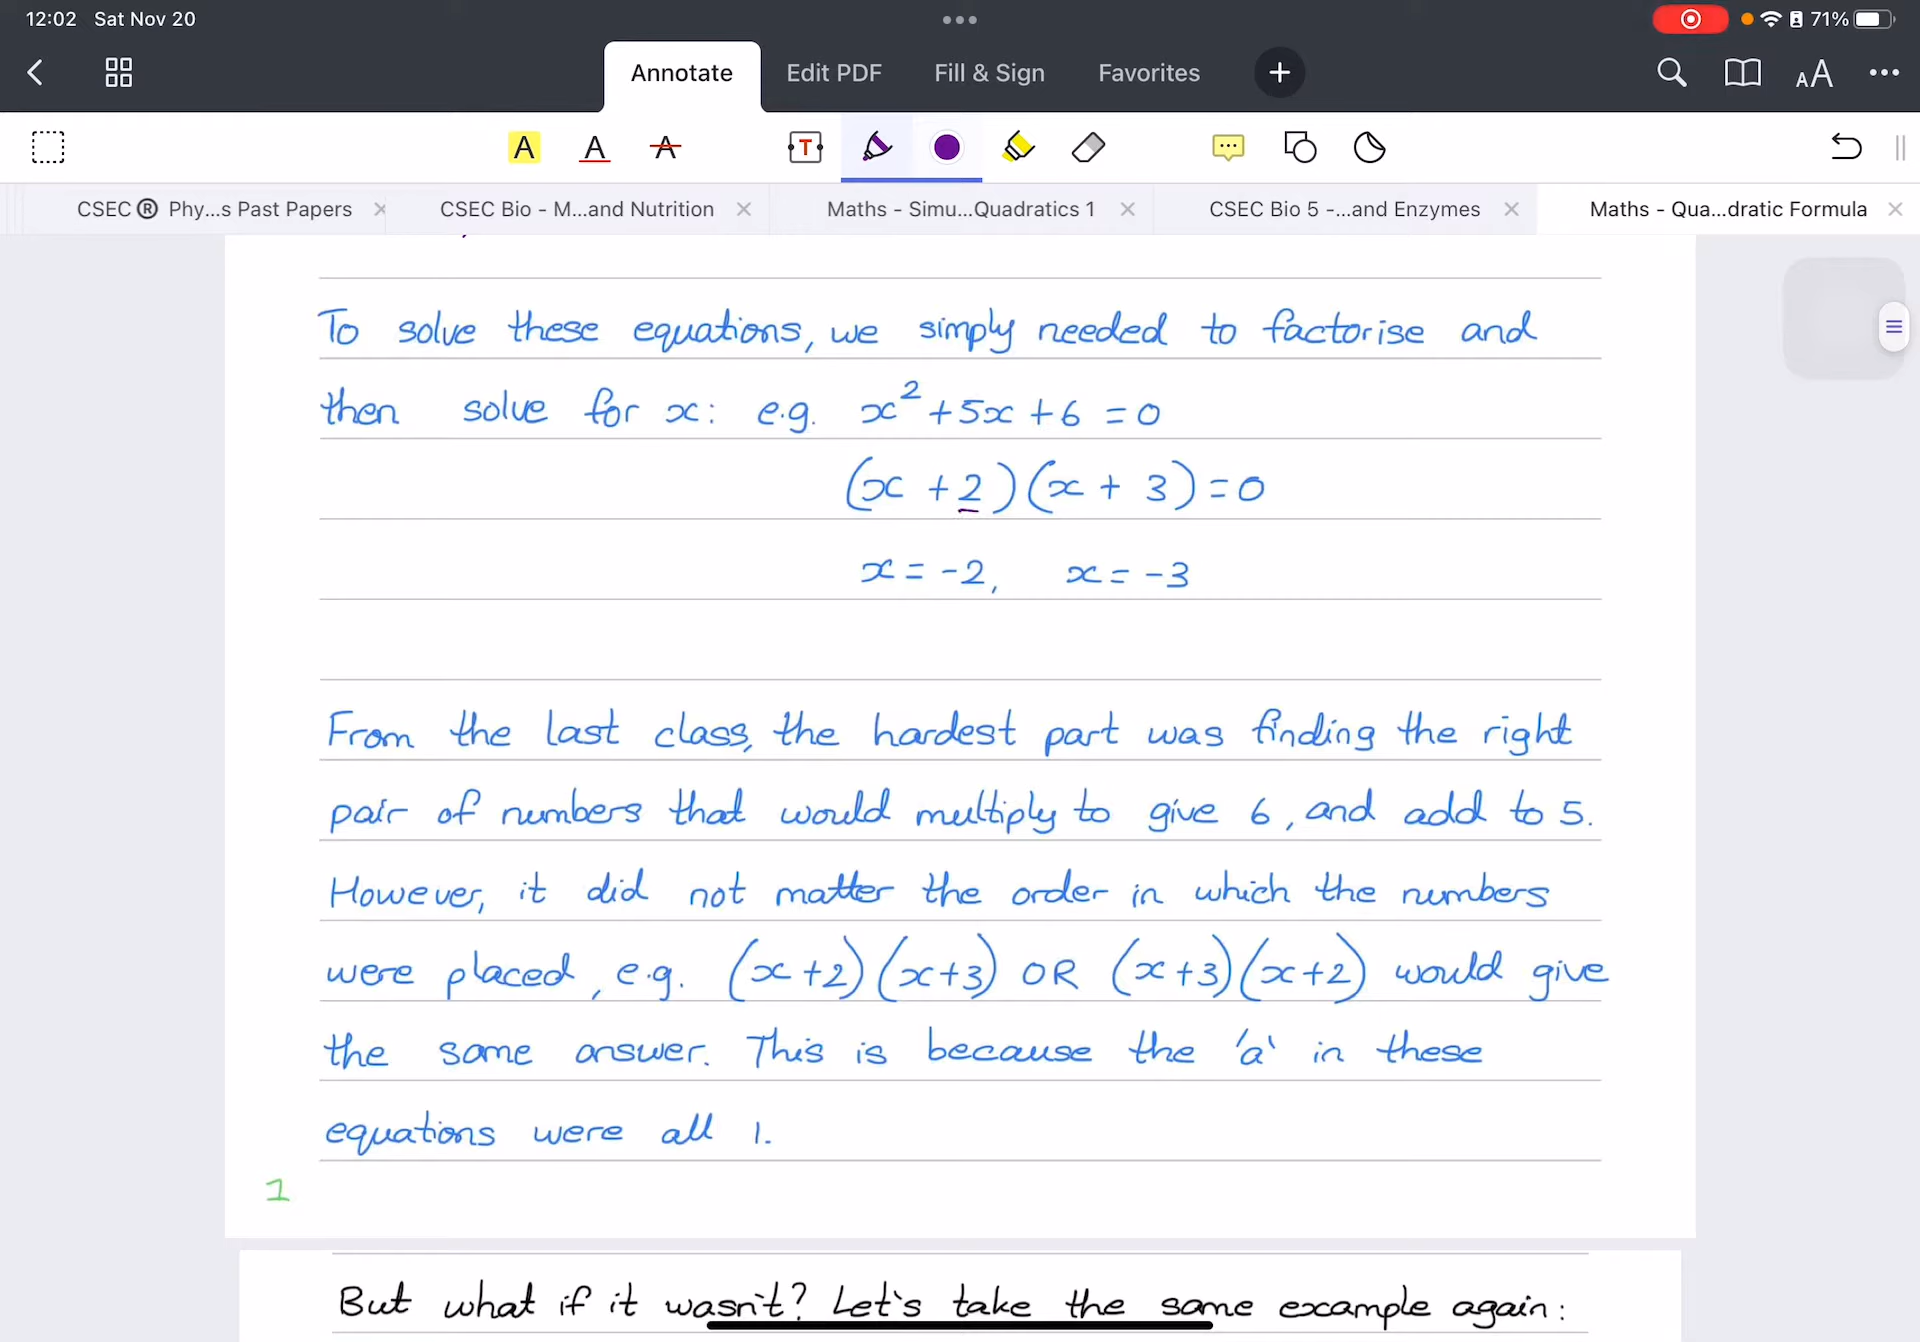 12:02 Sat Nov 20
71%
Annotate Edit PDF Fill & Sign Favorites
CSEC ® Phy...s Past Papers CSEC Bio - M...and Nutrition Maths - Simu...Quadratics 1 CSEC Bio 5 -...and Enzymes Maths - Qua...dratic Formula
To solve these equations, we simply needed to factorise and
then solve for x: e.g. x² + 5x + 6 = 0
(x + 2)(x + 3) = 0
x = -2, x = -3
From the last class, the hardest part was finding the right
pair of numbers that would multiply to give 6, and add to 5.
However, it did not matter the order in which the numbers
were placed, e.g. (x+2)(x+3) OR (x+3)(x+2) would give
the same answer. This is because the 'a' in these
equations were all 1.
1
But what if it wasn't? Let's take the same example again: